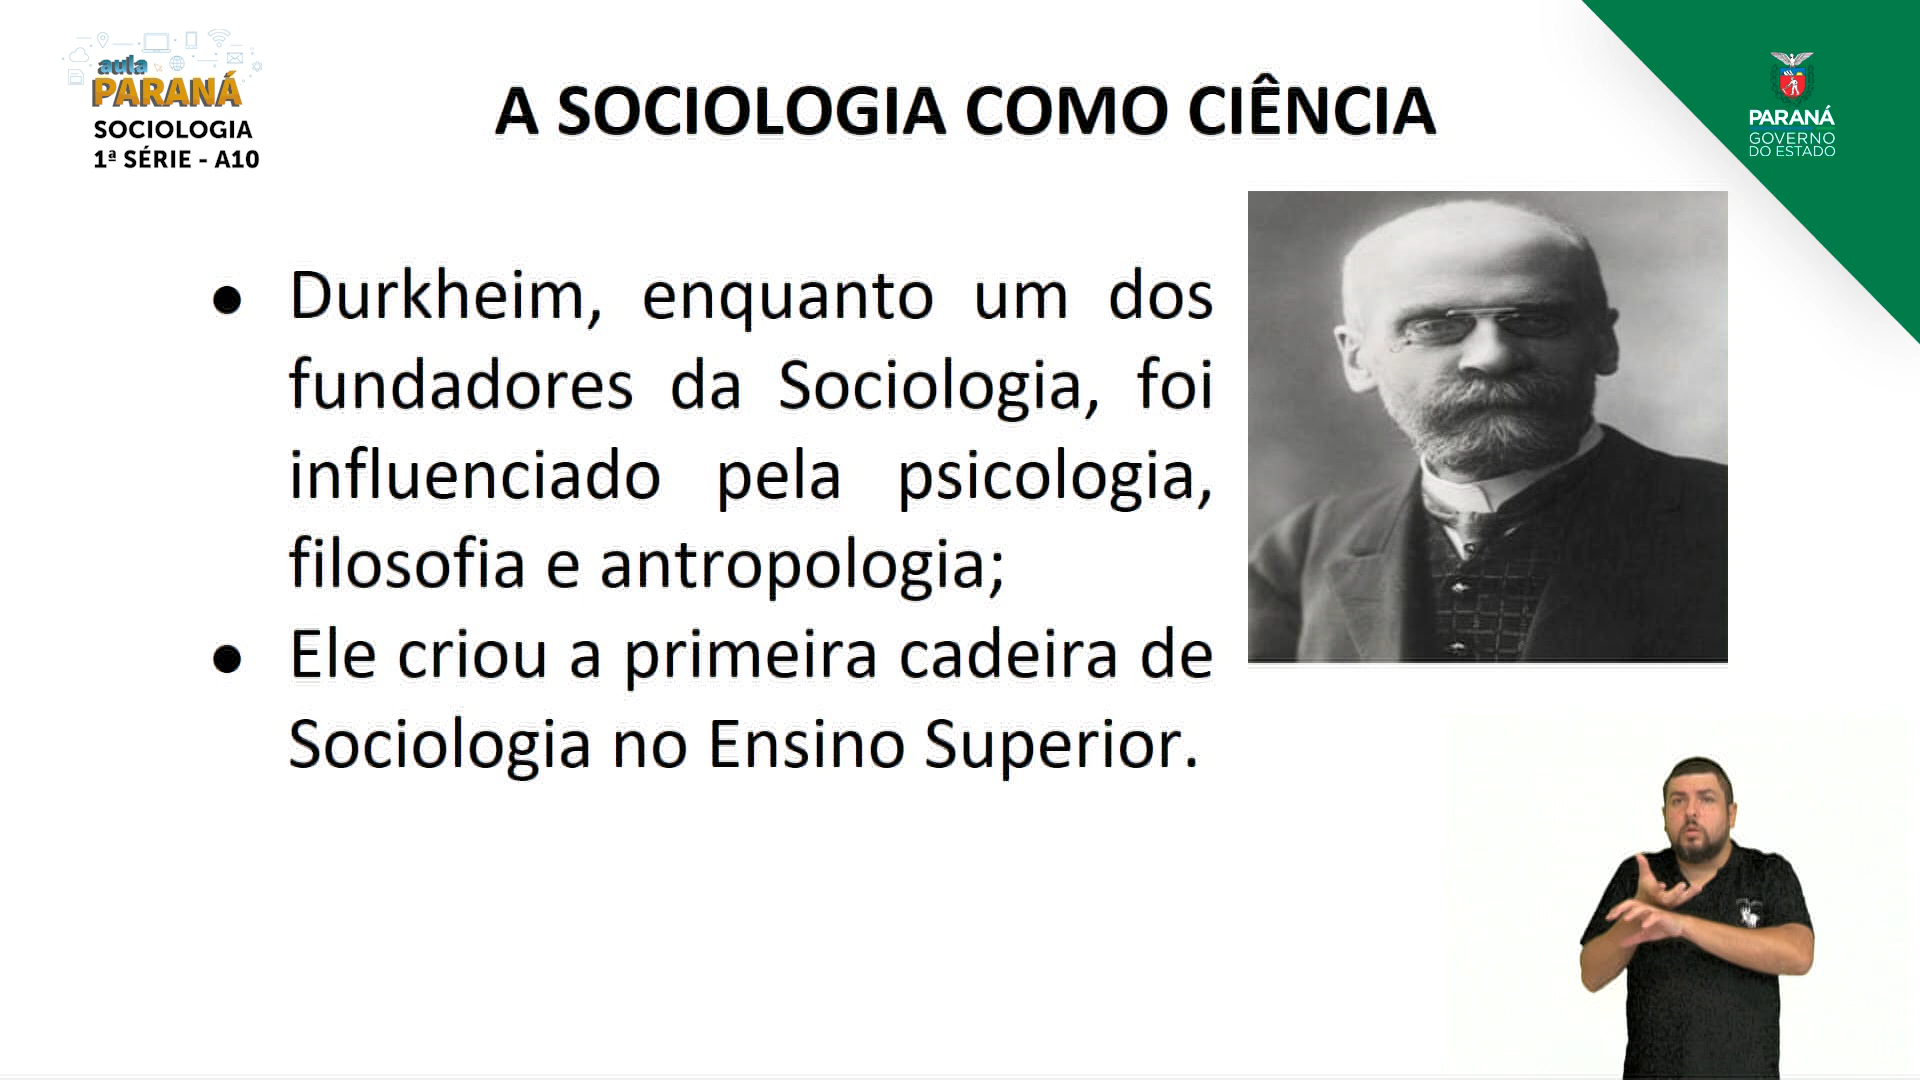 aula
PARANÁ
SOCIOLOGIA
1ª SÉRIE - A10
A SOCIOLOGIA COMO CIÊNCIA
PARANÁ
GOVERNO
DO ESTADO
● Durkheim, enquanto um dos
fundadores da Sociologia, foi
influenciado pela psicologia,
filosofia e antropologia;
● Ele criou a primeira cadeira de
Sociologia no Ensino Superior.